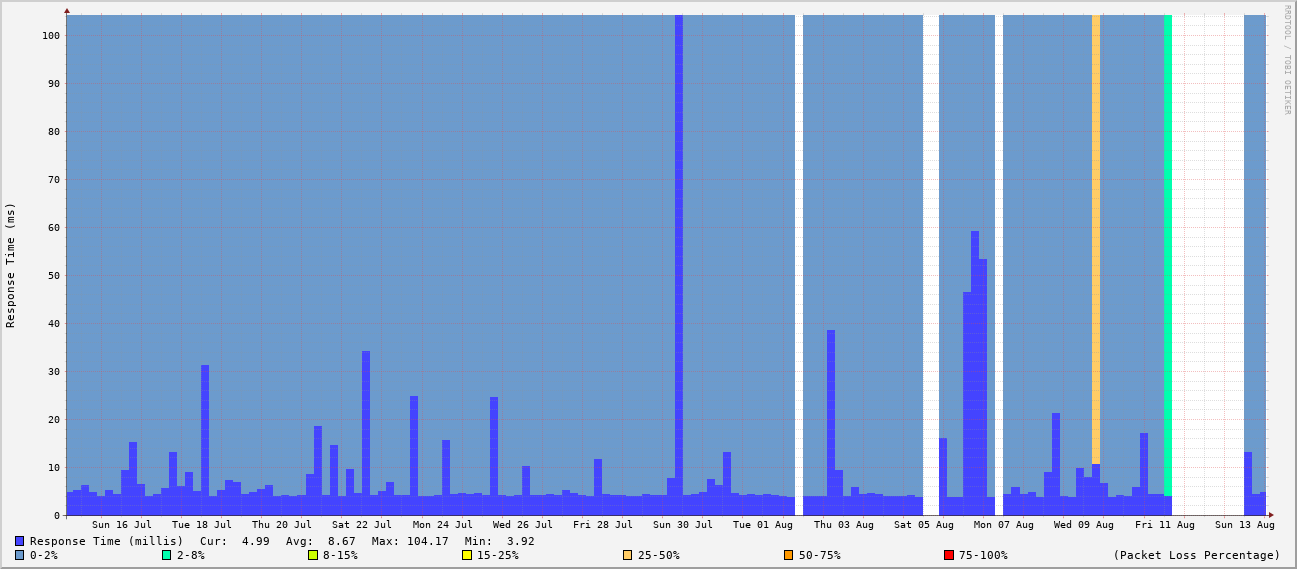 RRDTOOL / TOBI OETIKER
Response Time (ms)
100
90
80
70
60
50
40
30
20
10
0
Sun 16 Jul Tue 18 Jul Thu 20 Jul Sat 22 Jul Mon 24 Jul Wed 26 Jul Fri 28 Jul Sun 30 Jul Tue 01 Aug Thu 03 Aug Sat 05 Aug Mon 07 Aug Wed 09 Aug Fri 11 Aug Sun 13 Aug
Response Time (millis) Cur: 4.99 Avg: 8.67 Max: 104.17 Min: 3.92
0-2% 2-8% 8-15% 15-25% 25-50% 50-75% 75-100% (Packet Loss Percentage)